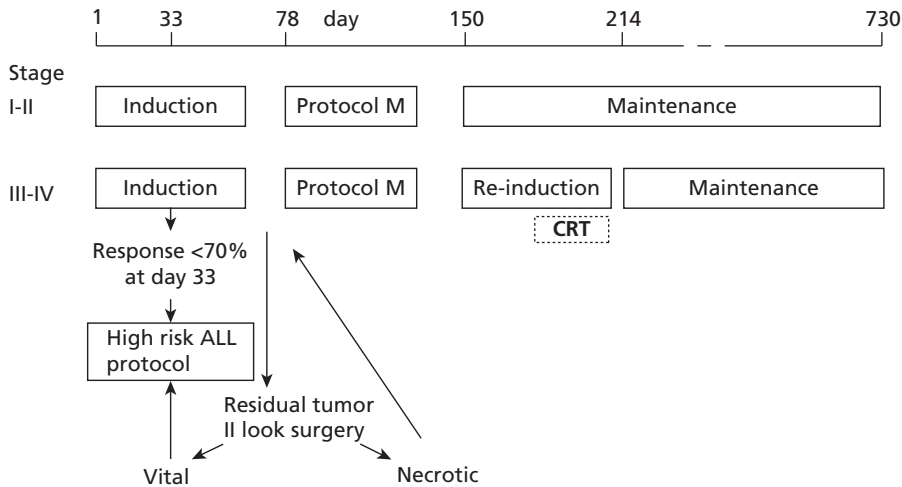 1 33 78 day 150 214 730
Stage
I-II Induction Protocol M Maintenance
III-IV Induction Protocol M Re-induction Maintenance
CRT
Response <70%
at day 33
High risk ALL
protocol
Residual tumor
II look surgery
Vital Necrotic